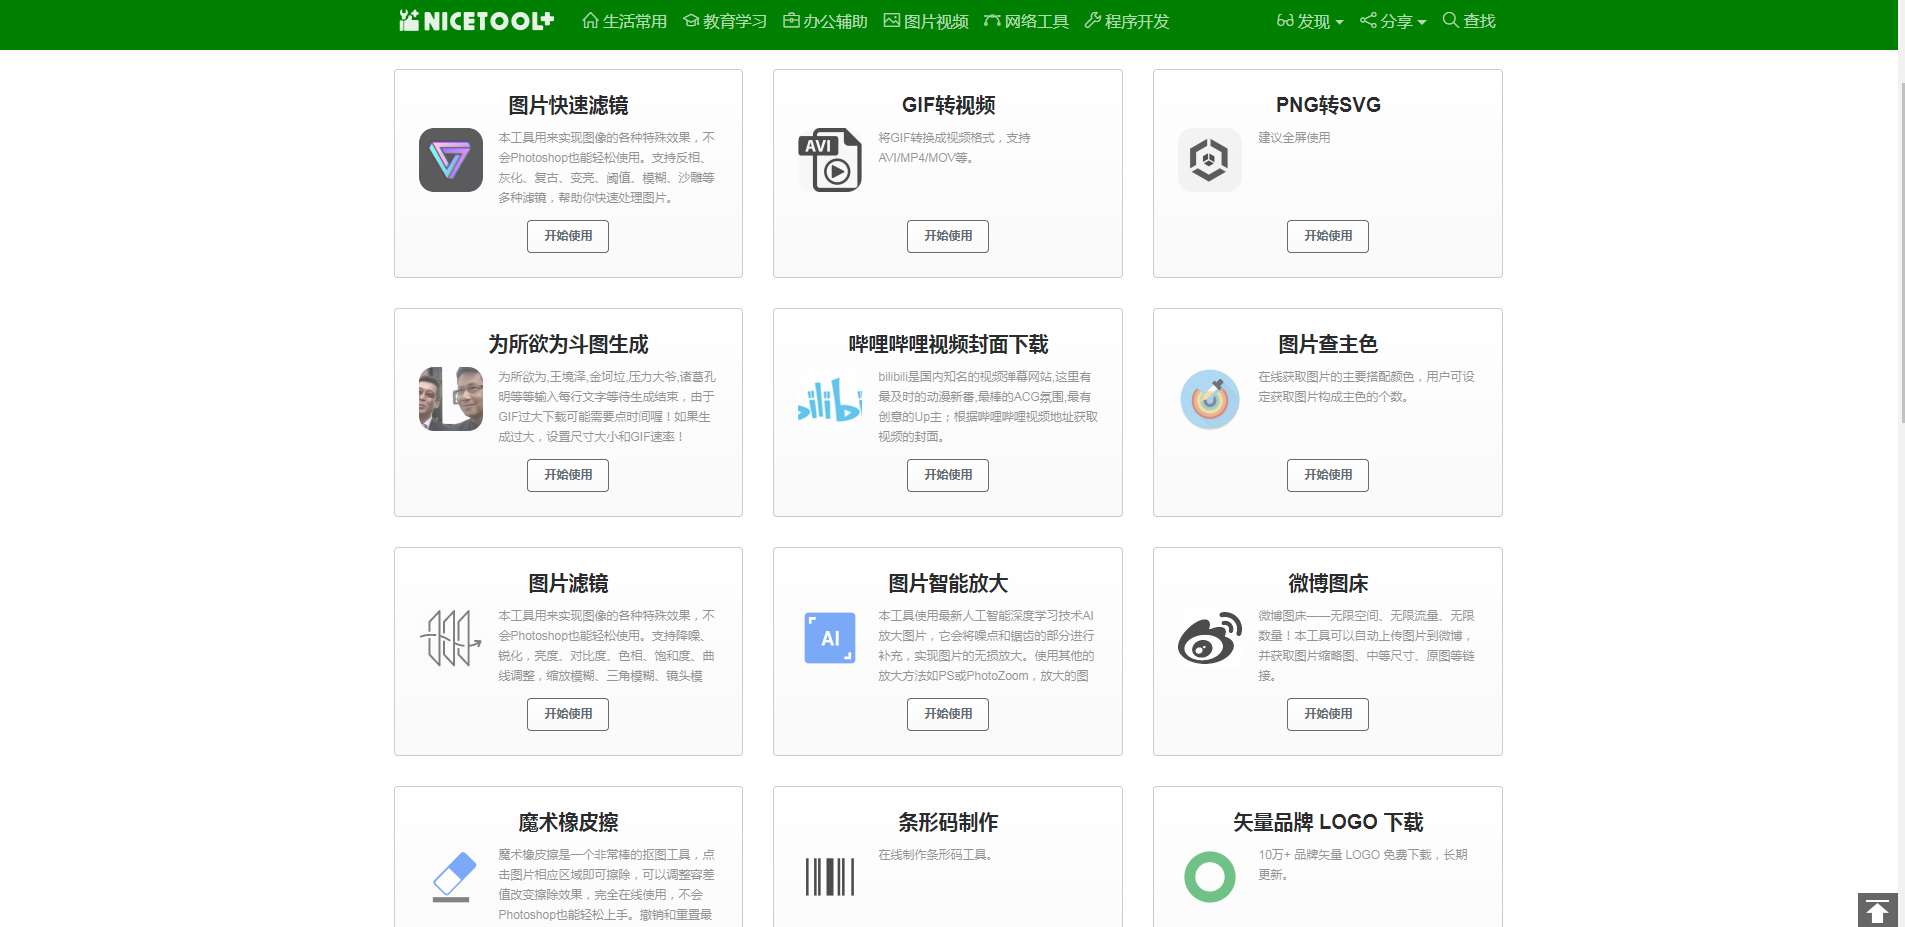 NICETOOL+ 生活常用 教育学习 办公辅助 图片视频 网络工具 程序开发 发现 分享 查找
图片快速滤镜
本工具用来实现图像的各种特殊效果，不
会Photoshop也能轻松使用。支持反相、
灰化、复古、变亮、阈值、模糊、沙雕等
多种滤镜，帮助你快速处理图片。
开始使用
GIF转视频
AVI
将GIF转换成视频格式，支持
AVI/MP4/MOV等。
开始使用
PNG转SVG
建议全屏使用
开始使用
为所欲为斗图生成
为所欲为,王境泽,金坷垃,压力大爷,诸葛孔
明等等输入每行文字等待生成结束，由于
GIF过大下载可能需要点时间喔！如果生
成过大，设置尺寸大小和GIF速率！
开始使用
哔哩哔哩视频封面下载
bilibili是国内知名的视频弹幕网站,这里有
最及时的动漫新番,最棒的ACG氛围,最有
创意的Up主；根据哔哩哔哩视频地址获取
视频的封面。
开始使用
图片查主色
在线获取图片的主要搭配颜色，用户可设
定获取图片构成主色的个数。
开始使用
图片滤镜
本工具用来实现图像的各种特殊效果，不
会Photoshop也能轻松使用。支持降噪、
锐化，亮度、对比度、色相、饱和度、曲
线调整，缩放模糊、三角模糊、镜头模
开始使用
图片智能放大
AI
本工具使用最新人工智能深度学习技术AI
放大图片，它会将噪点和锯齿的部分进行
补充，实现图片的无损放大。使用其他的
放大方法如PS或PhotoZoom，放大的图
开始使用
微博图床
微博图床——无限空间、无限流量、无限
数量！本工具可以自动上传图片到微博，
并获取图片缩略图、中等尺寸、原图等链
接。
开始使用
魔术橡皮擦
魔术橡皮擦是一个非常棒的抠图工具，点
击图片相应区域即可擦除，可以调整容差
值改变擦除效果，完全在线使用，不会
Photoshop也能轻松上手。撤销和重置最
条形码制作
在线制作条形码工具。
矢量品牌 LOGO 下载
10万+ 品牌矢量 LOGO 免费下载，长期
更新。